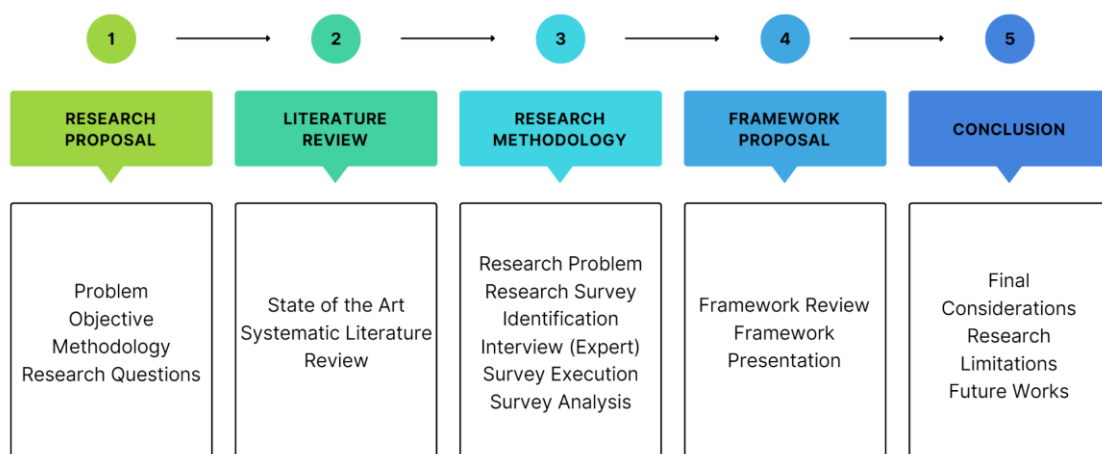 1
2
3
4
5
RESEARCH
PROPOSAL
LITERATURE
REVIEW
RESEARCH
METHODOLOGY
FRAMEWORK
PROPOSAL
CONCLUSION
Problem
Objective
Methodology
Research Questions
State of the Art
Systematic Literature
Review
Research Problem
Research Survey
Identification
Interview (Expert)
Survey Execution
Survey Analysis
Framework Review
Framework
Presentation
Final
Considerations
Research
Limitations
Future Works